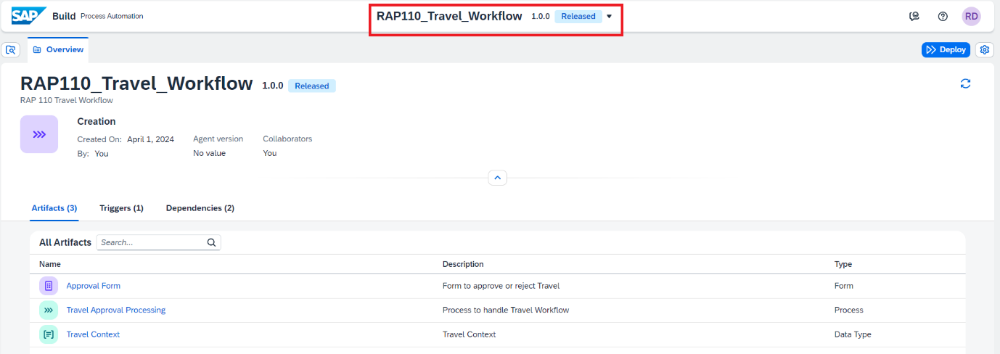 SAP Build Process Automation RAP110_Travel_Workflow 1.0.0 Released RD
Overview Deploy
RAP110_Travel_Workflow 1.0.0 Released
RAP 110 Travel Workflow
Creation
Created On: April 1, 2024 Agent version Collaborators
By: You No value You
Artifacts (3) Triggers (1) Dependencies (2)
All Artifacts Search...
Name Description Type
Approval Form Form to approve or reject Travel Form
Travel Approval Processing Process to handle Travel Workflow Process
Travel Context Travel Context Data Type